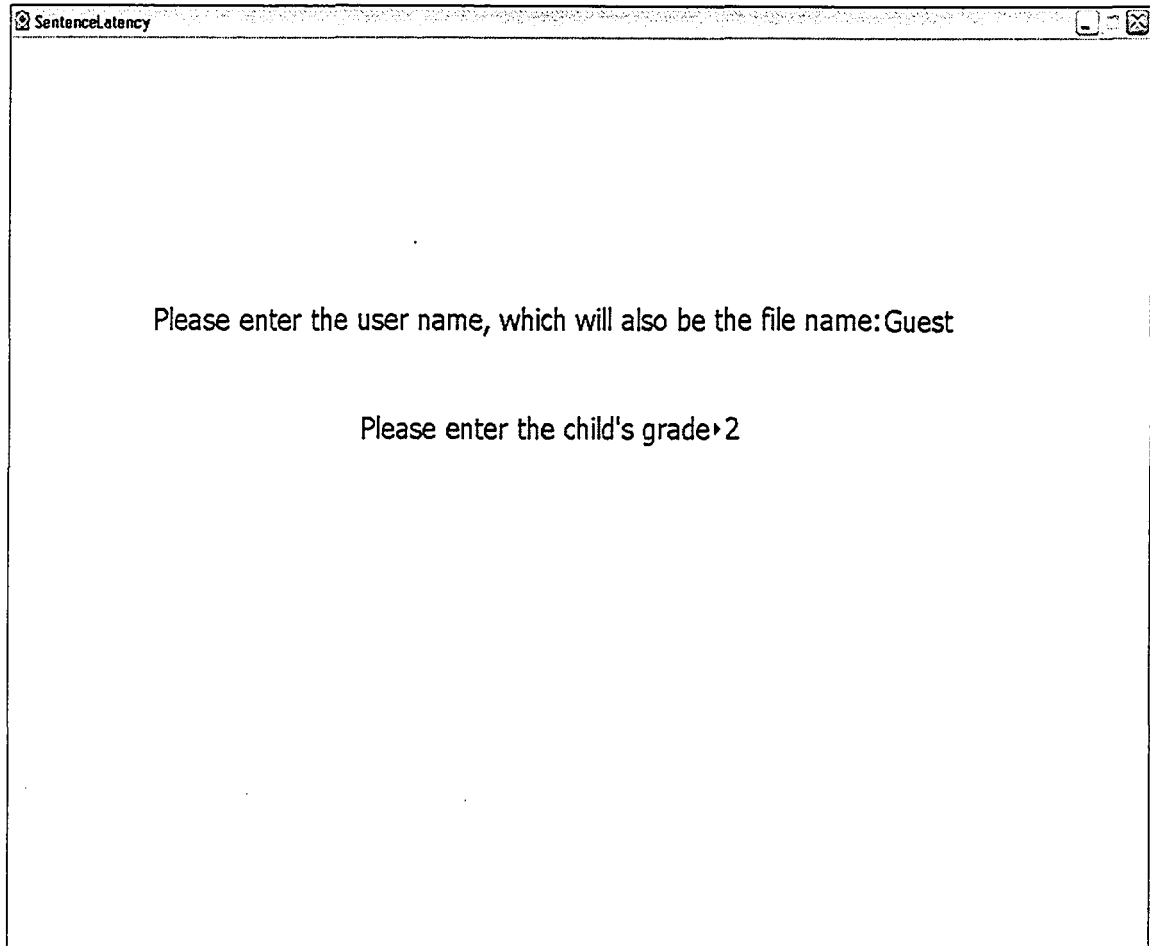 SentenceLatency
Please enter the user name, which will also be the file name:Guest
Please enter the child's grade▸2